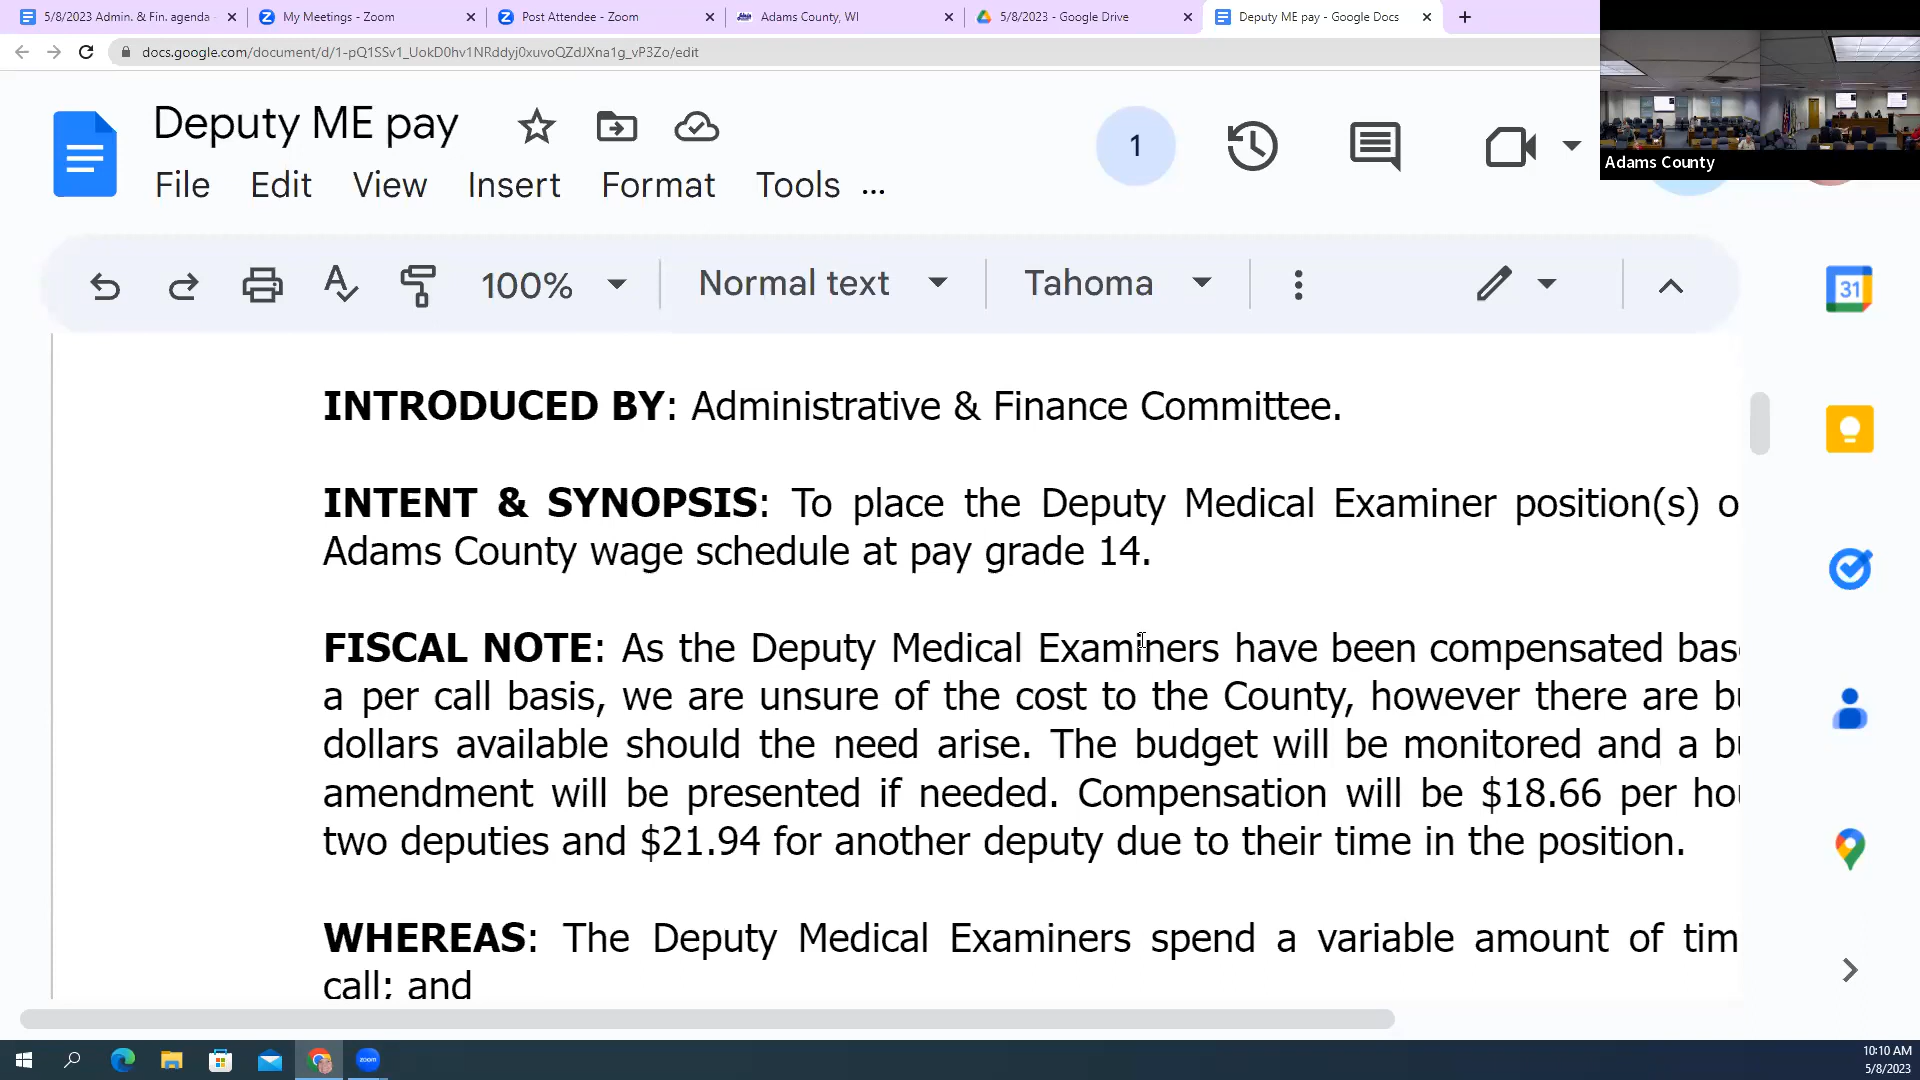 5/8/2023 Admin. & Fin. agenda
My Meetings - Zoom
Post Attendee - Zoom
Adams County, WI
5/8/2023 - Google Drive
Deputy ME pay - Google Docs
docs.google.com/document/d/1-pQ1SSv1_UokD0hv1NRddyj0xuvoQZdJXna1g_vP3Zo/edit
Adams County
Deputy ME pay
1
File Edit View Insert Format Tools ...
100% Normal text Tahoma
31
INTRODUCED BY: Administrative & Finance Committee.
INTENT & SYNOPSIS: To place the Deputy Medical Examiner position(s) o
Adams County wage schedule at pay grade 14.
FISCAL NOTE: As the Deputy Medical Examiners have been compensated bas
a per call basis, we are unsure of the cost to the County, however there are bu
dollars available should the need arise. The budget will be monitored and a bu
amendment will be presented if needed. Compensation will be $18.66 per hou
two deputies and $21.94 for another deputy due to their time in the position.
WHEREAS: The Deputy Medical Examiners spend a variable amount of tim
call; and
zoom
10:10 AM
5/8/2023